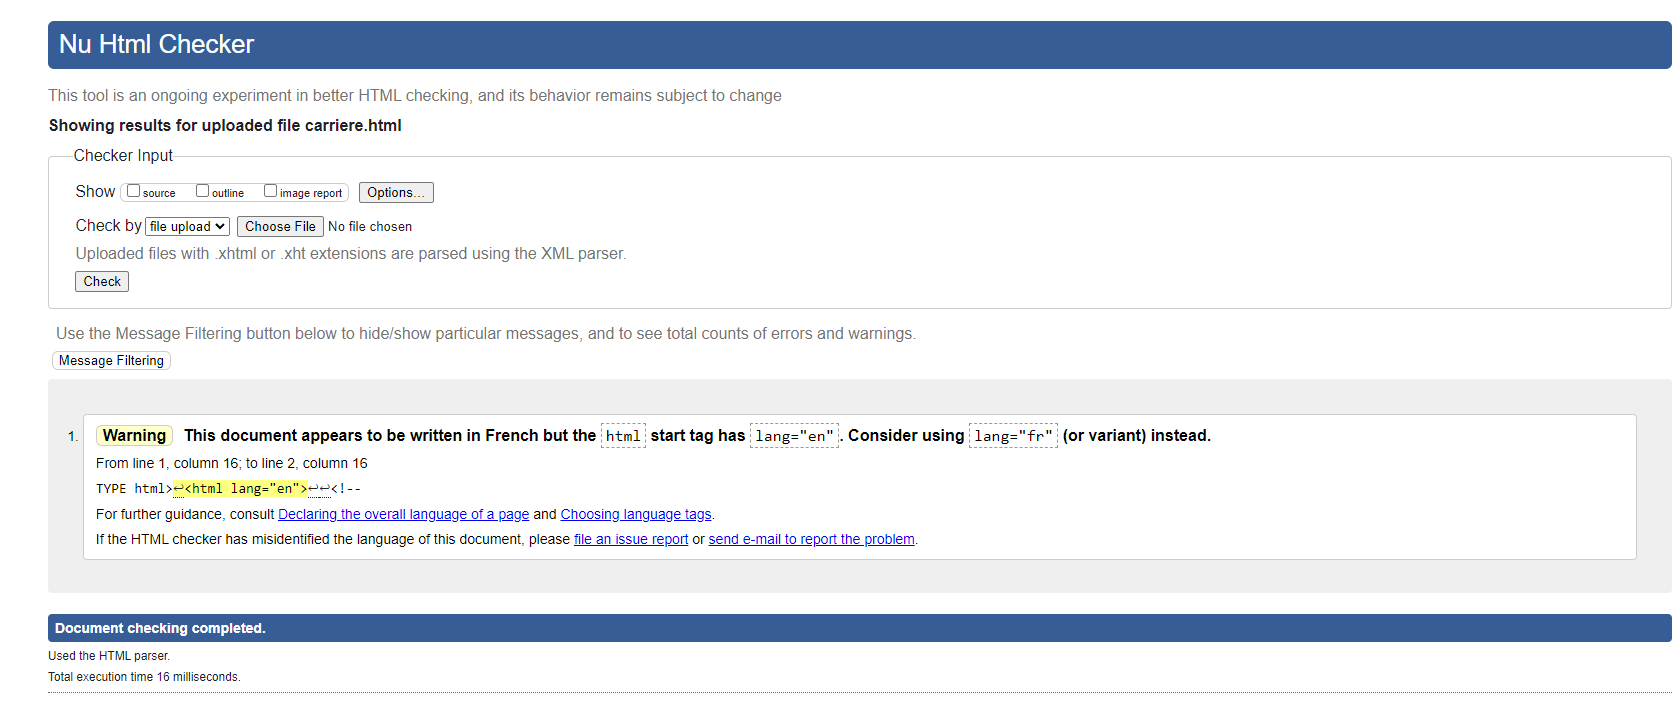 Nu Html Checker
This tool is an ongoing experiment in better HTML checking, and its behavior remains subject to change
Showing results for uploaded file carriere.html
Checker Input
Show source outline image report Options...
Check by file upload Choose File No file chosen
Uploaded files with .xhtml or .xht extensions are parsed using the XML parser.
Check
Use the Message Filtering button below to hide/show particular messages, and to see total counts of errors and warnings.
Message Filtering
1. Warning This document appears to be written in French but the html start tag has lang="en". Consider using lang="fr" (or variant) instead.
From line 1, column 16; to line 2, column 16
TYPE html>↩<html lang="en">↩↩<!--
For further guidance, consult Declaring the overall language of a page and Choosing language tags.
If the HTML checker has misidentified the language of this document, please file an issue report or send e-mail to report the problem.
Document checking completed.
Used the HTML parser.
Total execution time 16 milliseconds.